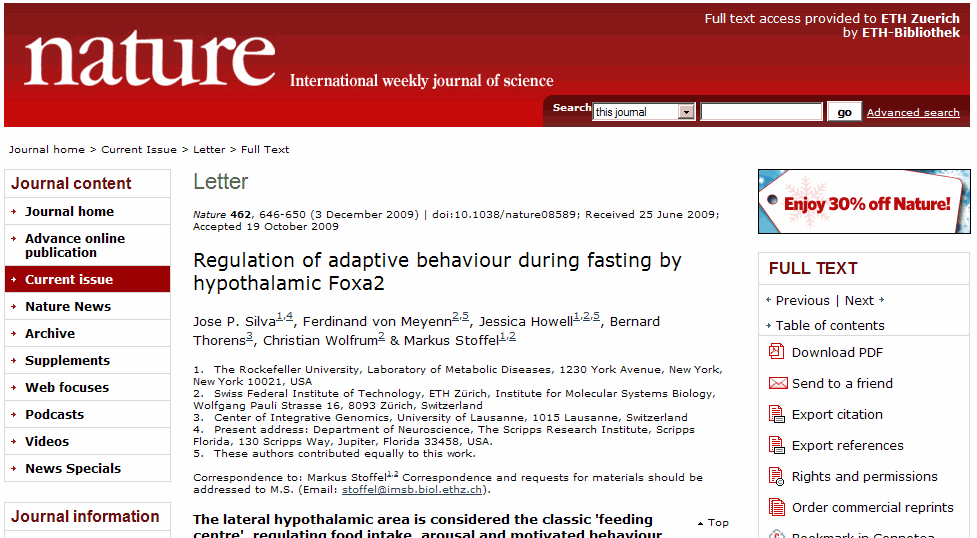 Full text access provided to ETH Zuerich
by ETH-Bibliothek
nature
International weekly journal of science
Search this journal go Advanced search
Journal home > Current Issue > Letter > Full Text
Journal content
Journal home
Advance online
publication
Current issue
Nature News
Archive
Supplements
Web focuses
Podcasts
Videos
News Specials
Journal information
Letter
Nature 462, 646-650 (3 December 2009) | doi:10.1038/nature08589; Received 25 June 2009;
Accepted 19 October 2009
Regulation of adaptive behaviour during fasting by
hypothalamic Foxa2
Jose P. Silva1,4, Ferdinand von Meyenn2,5, Jessica Howell1,2,5, Bernard
Thorens3, Christian Wolfrum2 & Markus Stoffel1,2
1. The Rockefeller University, Laboratory of Metabolic Diseases, 1230 York Avenue, New York,
New York 10021, USA
2. Swiss Federal Institute of Technology, ETH Zürich, Institute for Molecular Systems Biology,
Wolfgang Pauli Strasse 16, 8093 Zürich, Switzerland
3. Center of Integrative Genomics, University of Lausanne, 1015 Lausanne, Switzerland
4. Present address: Department of Neuroscience, The Scripps Research Institute, Scripps
Florida, 130 Scripps Way, Jupiter, Florida 33458, USA.
5. These authors contributed equally to this work.
Correspondence to: Markus Stoffel1,2 Correspondence and requests for materials should be
addressed to M.S. (Email: stoffel@imsb.biol.ethz.ch).
Top
The lateral hypothalamic area is considered the classic 'feeding
centre', regulating food intake, arousal and motivated behaviour
Enjoy 30% off Nature!
FULL TEXT
Previous | Next
Table of contents
Download PDF
Send to a friend
Export citation
Export references
Rights and permissions
Order commercial reprints
Bookmark in Connotea